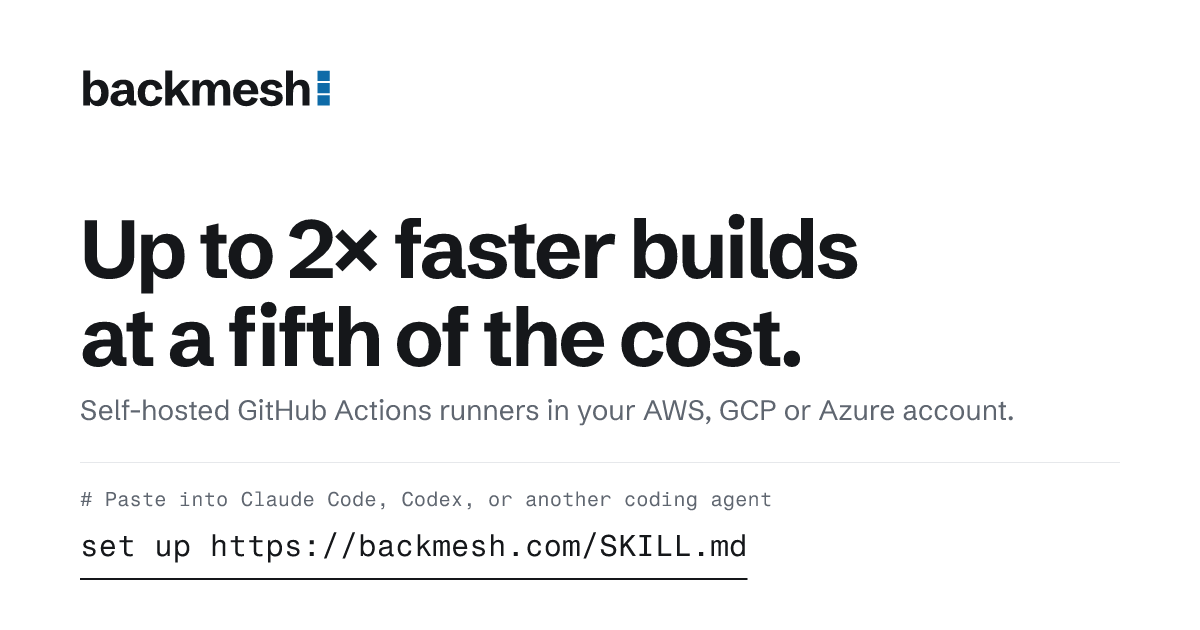 backmesh
Up to 2× faster builds
at a fifth of the cost.
Self-hosted GitHub Actions runners in your AWS, GCP or Azure account.
# Paste into Claude Code, Codex, or another coding agent
set up https://backmesh.com/SKILL.md